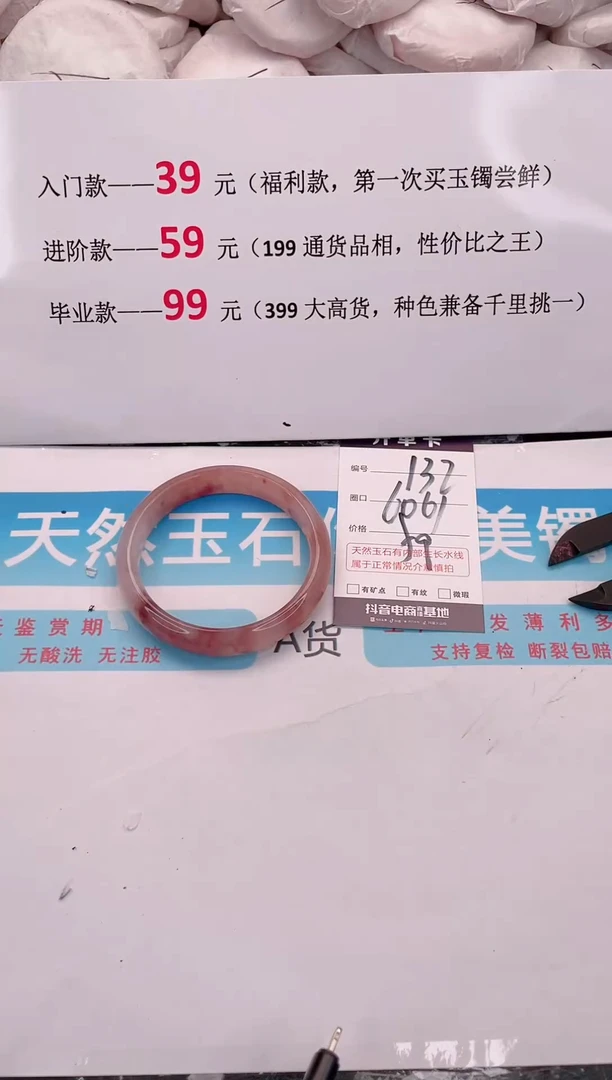 入门款——39 元（福利款，第一次买玉镯尝鲜）
进阶款——59 元（199 通货品相，性价比之王）
毕业款——99 元（399 大高货，种色兼备千里挑一）
编号 137
圈口 6061
价格 99
天然玉石有内部生长水线
属于正常情况介意慎拍
有矿点 有纹 微瑕
抖音电商 基地
天然玉石 美镯
鉴赏期
无酸洗 无注胶
A货
发 薄利多
支持复检 断裂包赔